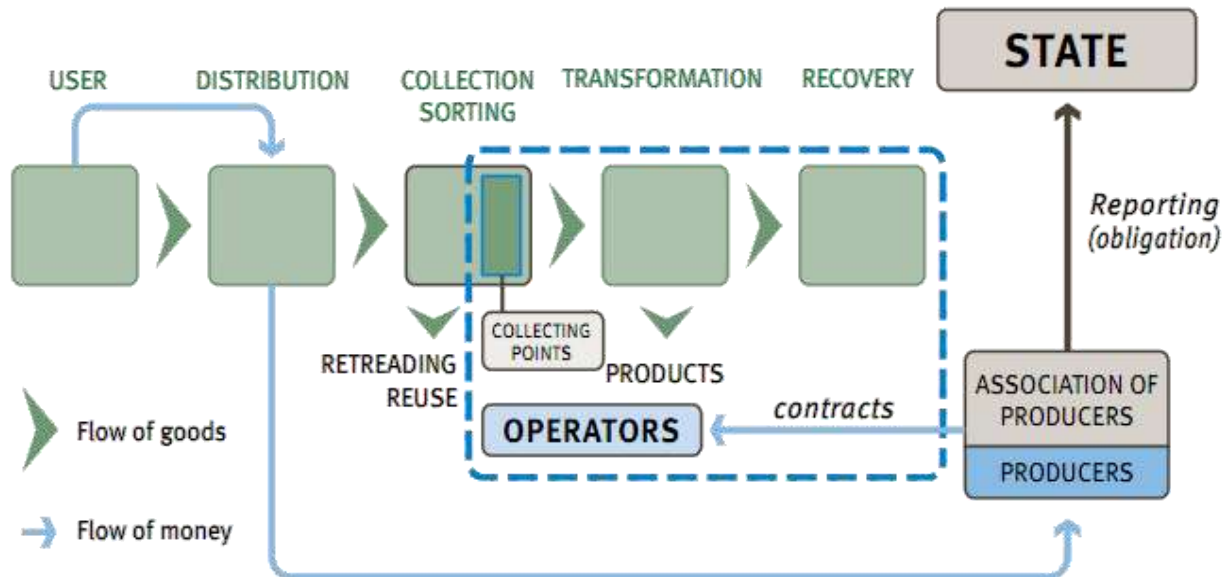 STATE
USER
DISTRIBUTION
COLLECTION
SORTING
TRANSFORMATION
RECOVERY
Reporting
(obligation)
COLLECTING
POINTS
RETREADING
REUSE
PRODUCTS
ASSOCIATION OF
PRODUCERS
contracts
OPERATORS
PRODUCERS
Flow of goods
Flow of money